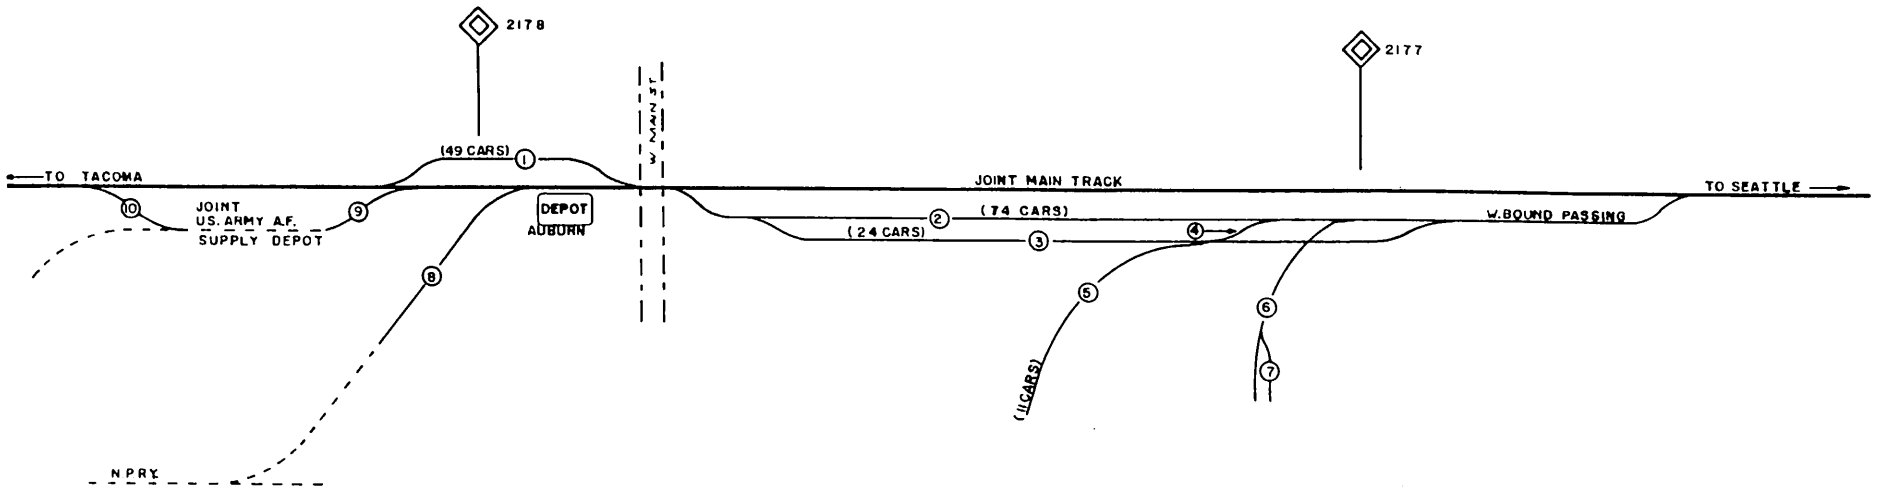 2178
2177
W MAIN ST
(49 CARS) 1
TO TACOMA
JOINT MAIN TRACK
TO SEATTLE
10
JOINT
U.S. ARMY A.F.
SUPPLY DEPOT
9
DEPOT
AUBURN
2 (74 CARS)
W. BOUND PASSING
(24 CARS) 3
4
8
5
6
(11 CARS)
7
N P R Y.